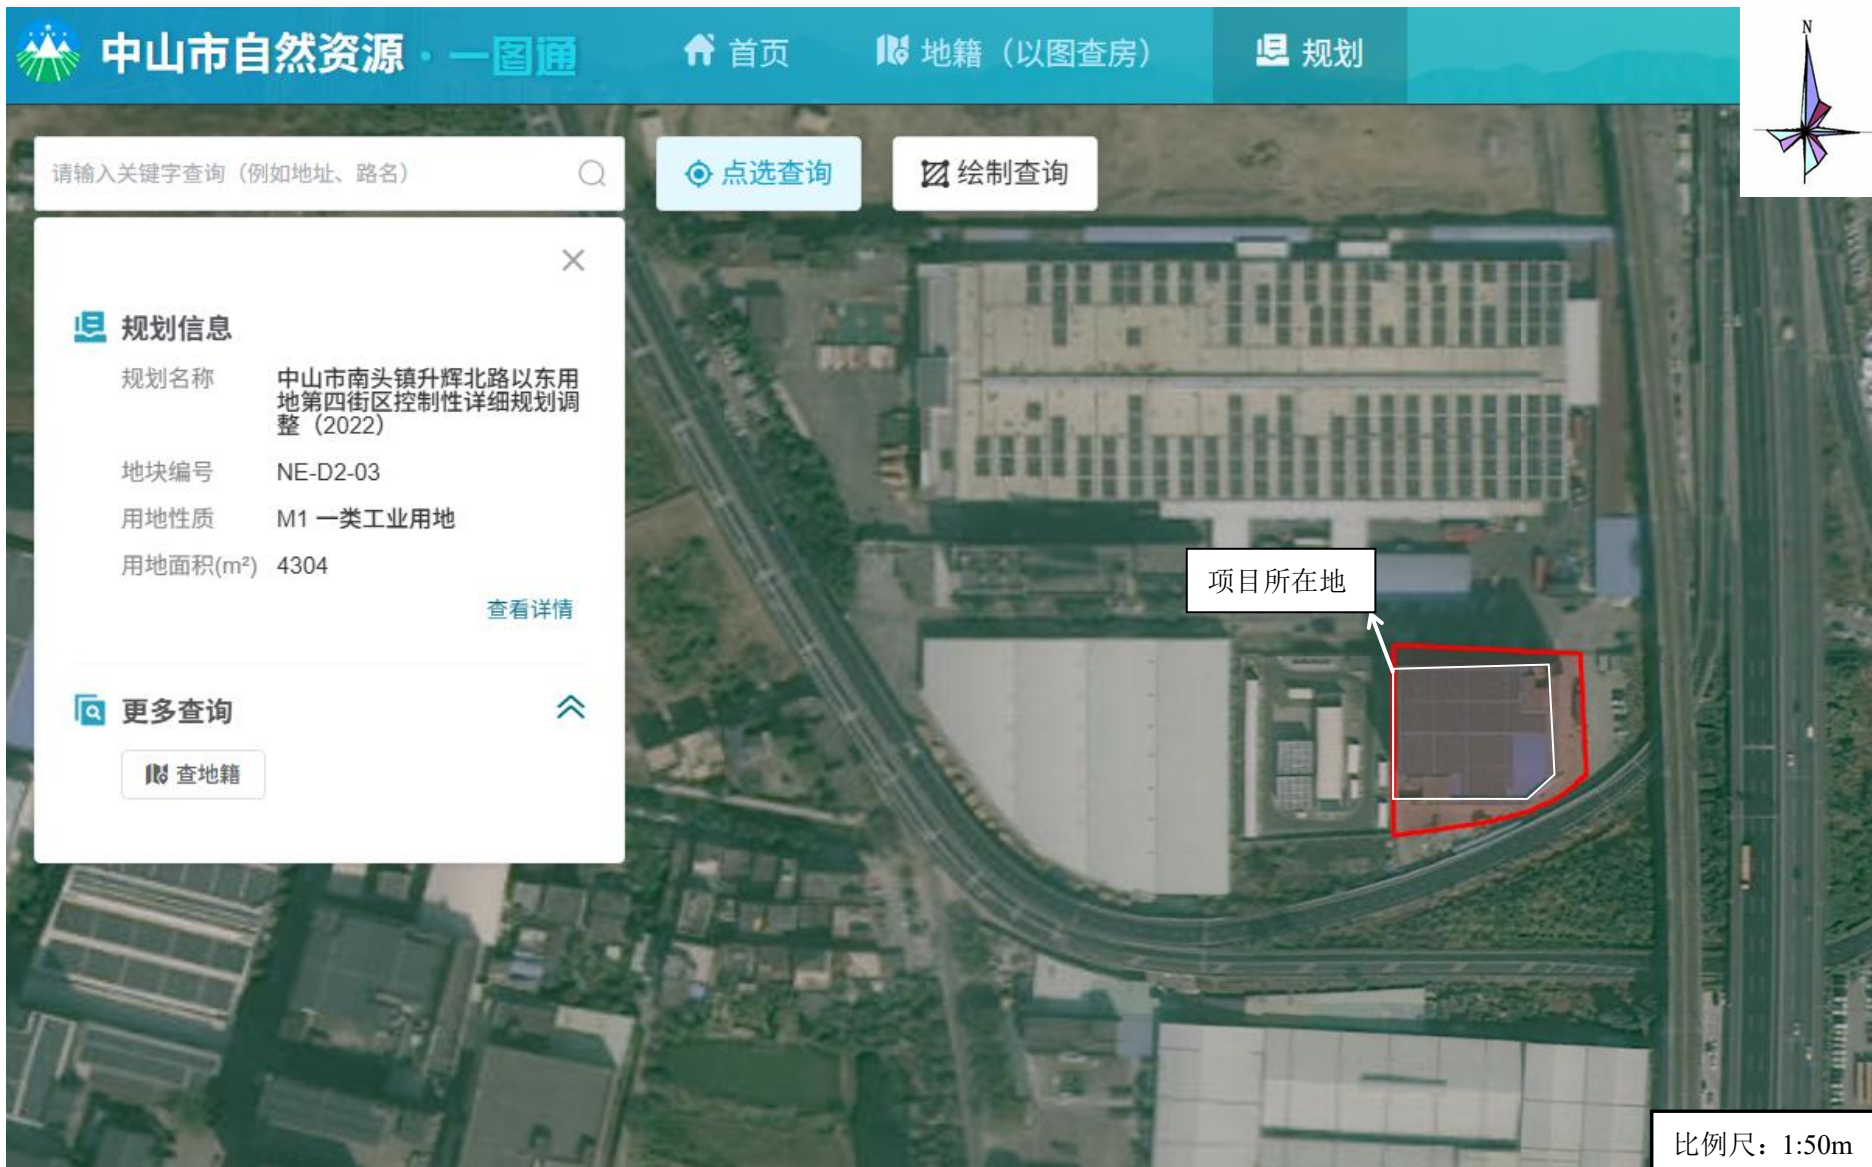 中山市自然资源·一图通
首页
地籍（以图查房）
规划
N
请输入关键字查询（例如地址、路名）
点选查询
绘制查询
规划信息
规划名称
中山市南头镇升辉北路以东用
地第四街区控制性详细规划调
整（2022）
地块编号 NE-D2-03
用地性质 M1 一类工业用地
用地面积(m²) 4304
查看详情
更多查询
查地籍
项目所在地
比例尺：1:50m